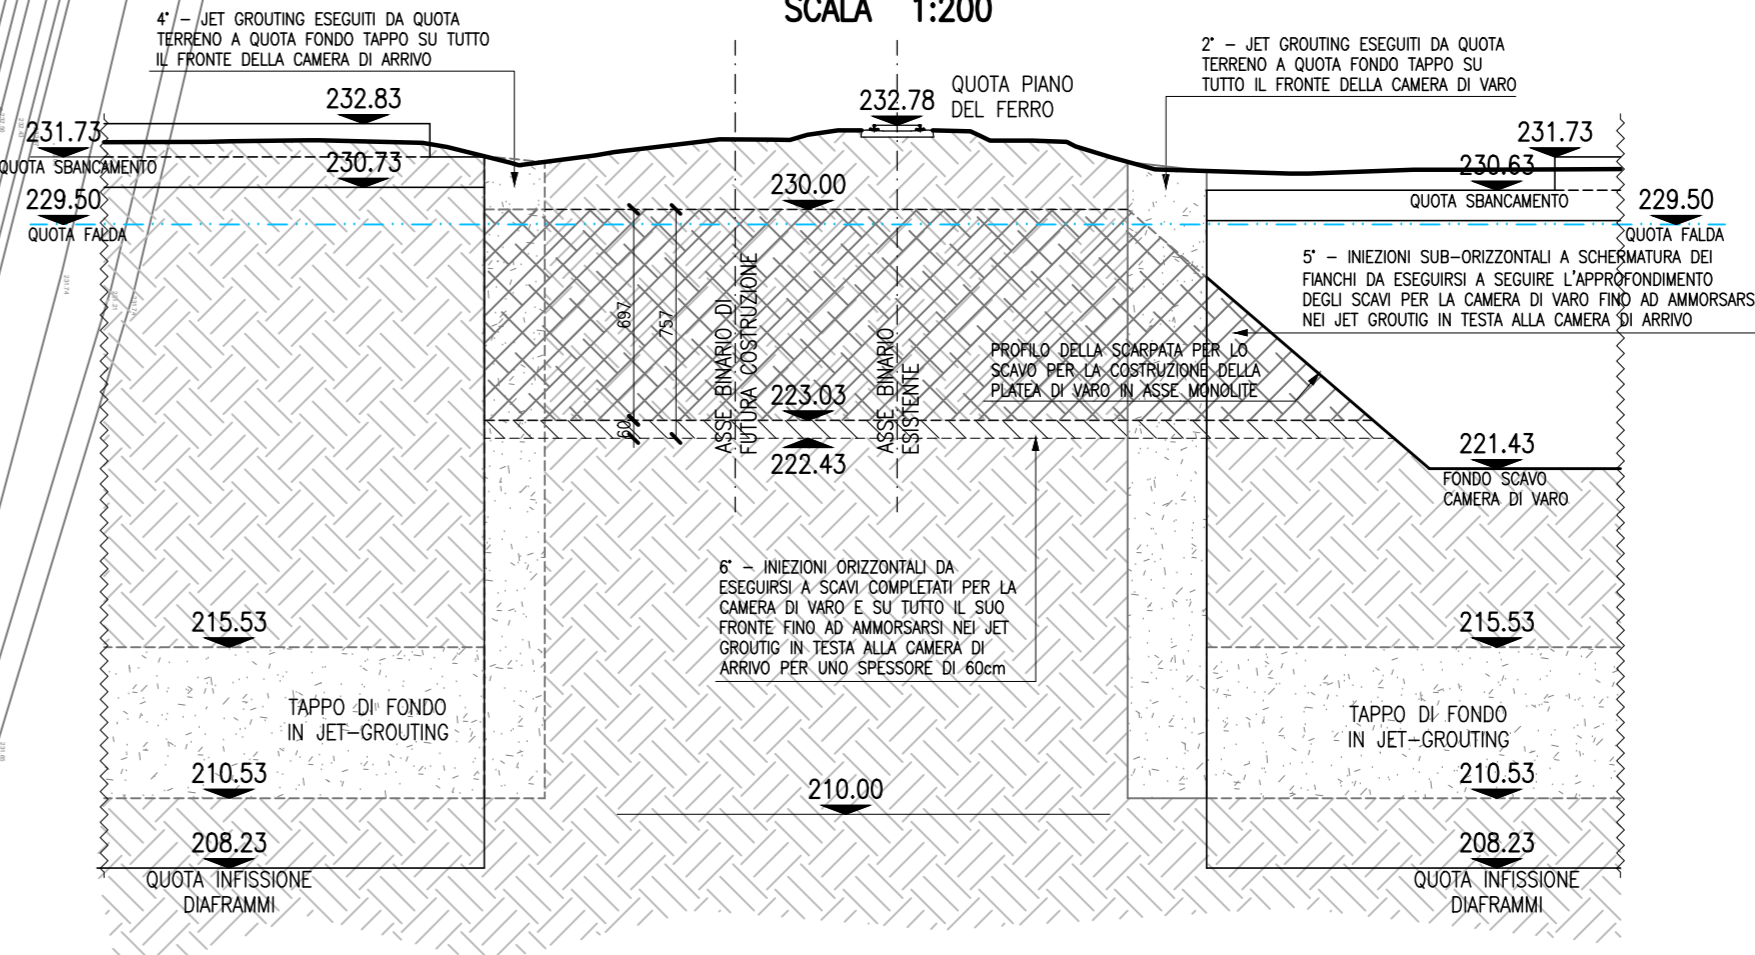 SCALA 1:200
4° - JET GROUTING ESEGUITI DA QUOTA
TERRENO A QUOTA FONDO TAPPO SU TUTTO
IL FRONTE DELLA CAMERA DI ARRIVO
2° - JET GROUTING ESEGUITI DA QUOTA
TERRENO A QUOTA FONDO TAPPO SU
TUTTO IL FRONTE DELLA CAMERA DI VARO
QUOTA PIANO
DEL FERRO
232.78
232.83
231.73
QUOTA SBANCAMENTO
230.73
229.50
QUOTA FALDA
230.00
231.73
230.63
QUOTA SBANCAMENTO
229.50
QUOTA FALDA
5° - INIEZIONI SUB-ORIZZONTALI A SCHERMATURA DEI
FIANCHI DA ESEGUIRSI A SEGUIRE L'APPROFONDIMENTO
DEGLI SCAVI PER LA CAMERA DI VARO FINO AD AMMORSARS
NEI JET GROUTIG IN TESTA ALLA CAMERA DI ARRIVO
697
757
60
ASSE BINARIO DI
FUTURA COSTRUZIONE
ASSE BINARIO
ESISTENTE
PROFILO DELLA SCARPATA PER LO
SCAVO PER LA COSTRUZIONE DELLA
PLATEA DI VARO IN ASSE MONOLITE
223.03
222.43
221.43
FONDO SCAVO
CAMERA DI VARO
6° - INIEZIONI ORIZZONTALI DA
ESEGUIRSI A SCAVI COMPLETATI PER LA
CAMERA DI VARO E SU TUTTO IL SUO
FRONTE FINO AD AMMORSARSI NEI JET
GROUTIG IN TESTA ALLA CAMERA DI
ARRIVO PER UNO SPESSORE DI 60cm
215.53
TAPPO DI FONDO
IN JET-GROUTING
210.53
208.23
QUOTA INFISSIONE
DIAFRAMMI
210.00
215.53
TAPPO DI FONDO
IN JET-GROUTING
210.53
208.23
QUOTA INFISSIONE
DIAFRAMMI